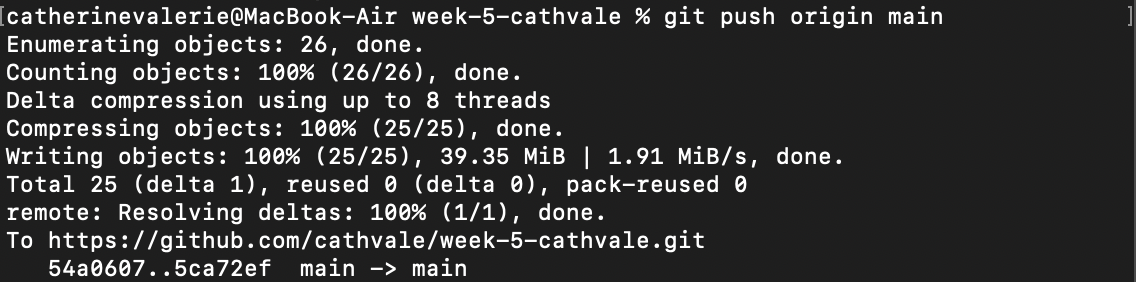 [catherinevalerie@MacBook-Air week-5-cathvale % git push origin main ]
Enumerating objects: 26, done.
Counting objects: 100% (26/26), done.
Delta compression using up to 8 threads
Compressing objects: 100% (25/25), done.
Writing objects: 100% (25/25), 39.35 MiB | 1.91 MiB/s, done.
Total 25 (delta 1), reused 0 (delta 0), pack-reused 0
remote: Resolving deltas: 100% (1/1), done.
To https://github.com/cathvale/week-5-cathvale.git
   54a0607..5ca72ef  main -> main